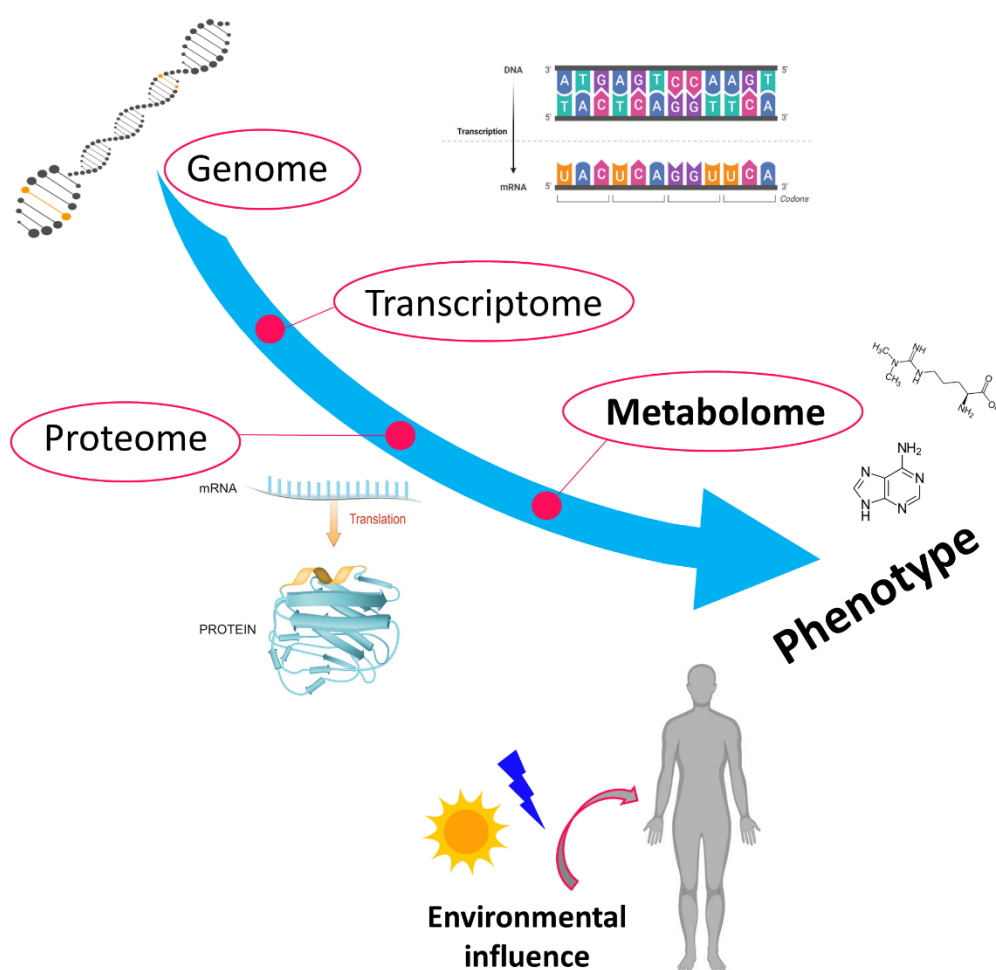 Genome
DNA
3' ATGAGTCCAAGT 5'
5' TACTCAGGTTCA 3'
Transcription
mRNA
5' UACUCAGGUUCA 3'
Codons
Transcriptome
Proteome
Metabolome
mRNA
Translation
PROTEIN
NH
H₃C
N
CH₃
N
H
O
NH₂
NH₂
N
N
N
N
H
Phenotype
Environmental
influence